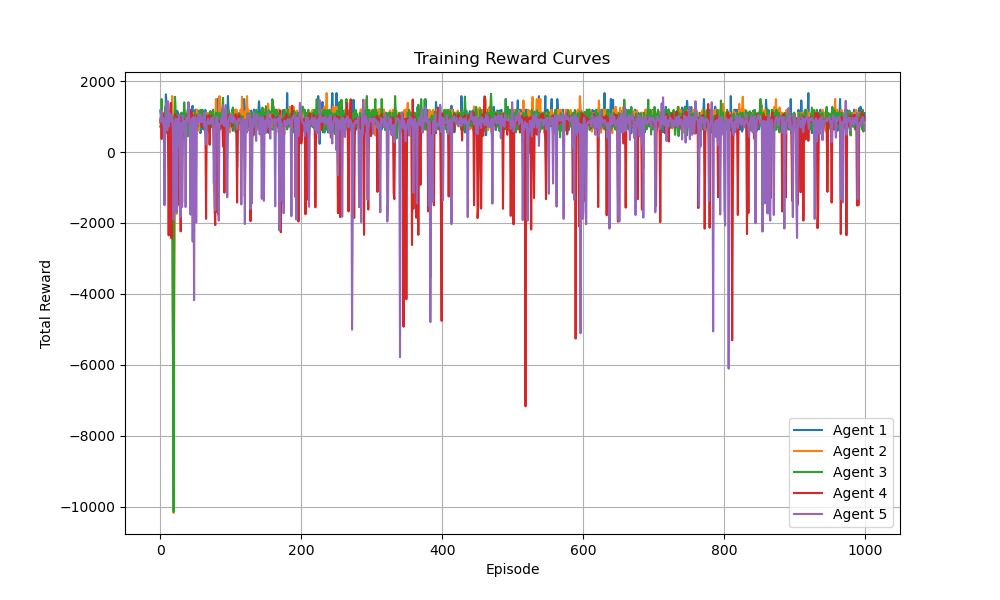 Training Reward Curves
2000
0
−2000
−4000
−6000
−8000
−10000
Total Reward
0
200
400
600
800
1000
Episode
Agent 1
Agent 2
Agent 3
Agent 4
Agent 5